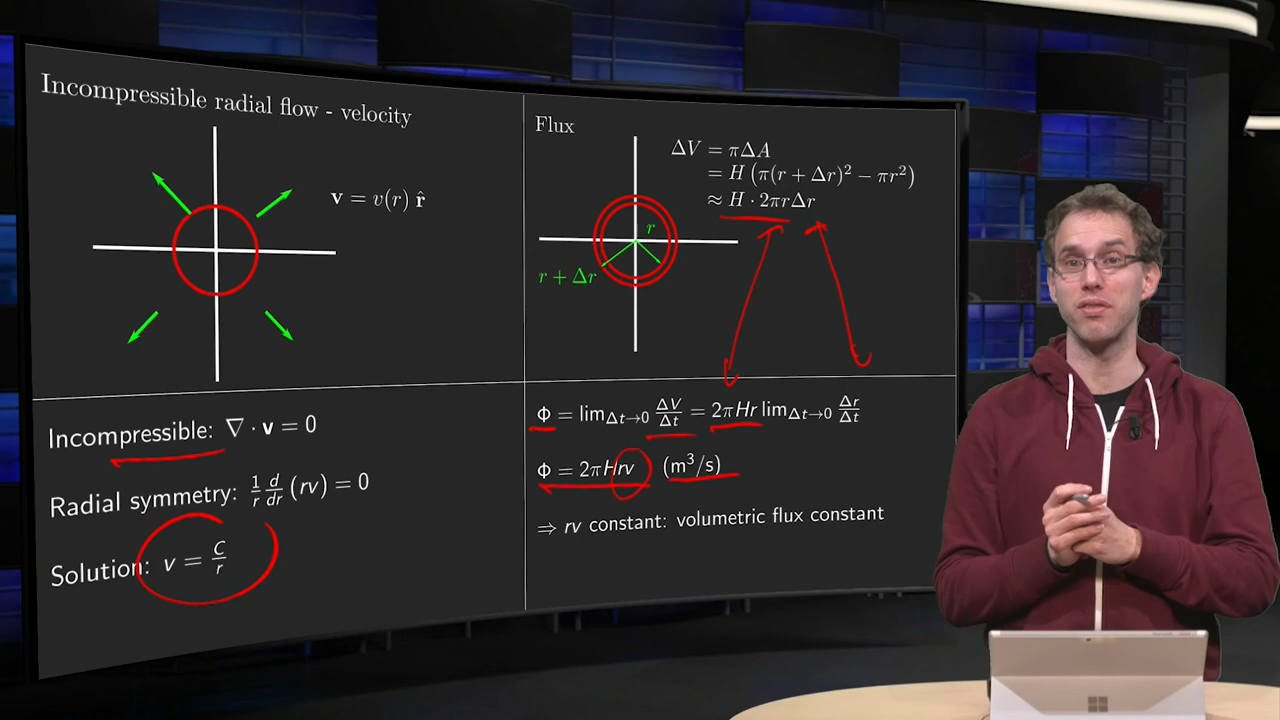 Incompressible radial flow - velocity
v = v(r) r̂
Incompressible: ∇ · v = 0
Radial symmetry: 1/r d/dr (rv) = 0
Solution: v = C/r
Flux
r
r + Δr
ΔV = πΔA
= H (π(r + Δr)² − πr²)
≈ H · 2πrΔr
Φ = lim_{Δt→0} ΔV/Δt = 2πHr lim_{Δt→0} Δr/Δt
Φ = 2πHrv (m³/s)
⇒ rv constant: volumetric flux constant